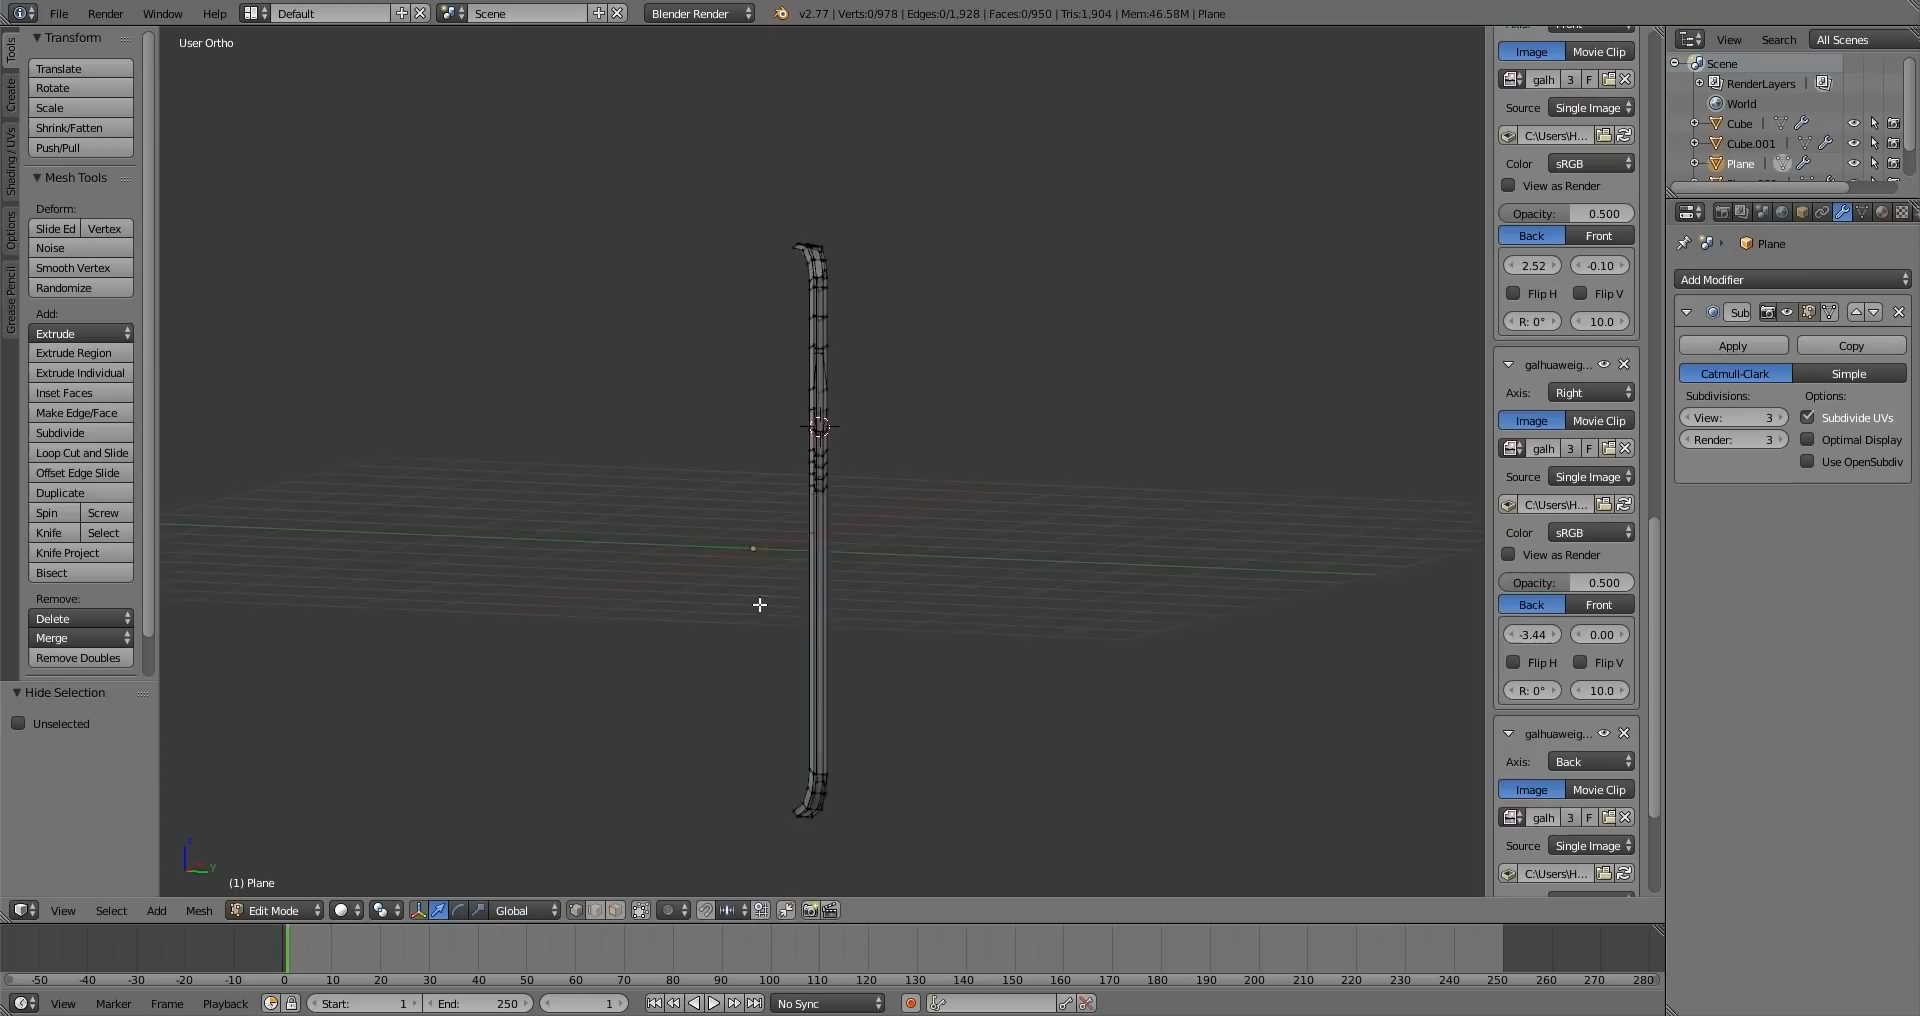 File Render Window Help Default Scene Blender Render v2.77 | Verts:0/978 | Edges:0/1,928 | Faces:0/950 | Tris:1,904 | Mem:46.58M | Plane
Tools
Create
Shading / UVs
Options
Grease Pencil
Transform
Translate
Rotate
Scale
Shrink/Fatten
Push/Pull
Mesh Tools
Deform:
Slide Ed Vertex
Noise
Smooth Vertex
Randomize
Add:
Extrude
Extrude Region
Extrude Individual
Inset Faces
Make Edge/Face
Subdivide
Loop Cut and Slide
Offset Edge Slide
Duplicate
Spin Screw
Knife Select
Knife Project
Bisect
Remove:
Delete
Merge
Remove Doubles
Hide Selection
Unselected
User Ortho
z
y
(1) Plane
Image Movie Clip
galh 3 F
Source Single Image
C:\Users\H...
Color sRGB
View as Render
Opacity: 0.500
Back Front
2.52 -0.10
Flip H Flip V
R: 0° 10.0
galhuaweig...
Axis: Right
Image Movie Clip
galh 3 F
Source Single Image
C:\Users\H...
Color sRGB
View as Render
Opacity: 0.500
Back Front
-3.44 0.00
Flip H Flip V
R: 0° 10.0
galhuaweig...
Axis: Back
Image Movie Clip
galh 3 F
Source Single Image
C:\Users\H...
View Search All Scenes
Scene
RenderLayers
World
Cube
Cube.001
Plane
Plane
Add Modifier
Sub
Apply Copy
Catmull-Clark Simple
Subdivisions: Options:
View: 3 Subdivide UVs
Render: 3 Optimal Display
Use OpenSubdiv
View Select Add Mesh Edit Mode Global
-50 -40 -30 -20 -10 0 10 20 30 40 50 60 70 80 90 100 110 120 130 140 150 160 170 180 190 200 210 220 230 240 250 260 270 280
View Marker Frame Playback Start: 1 End: 250 1 No Sync